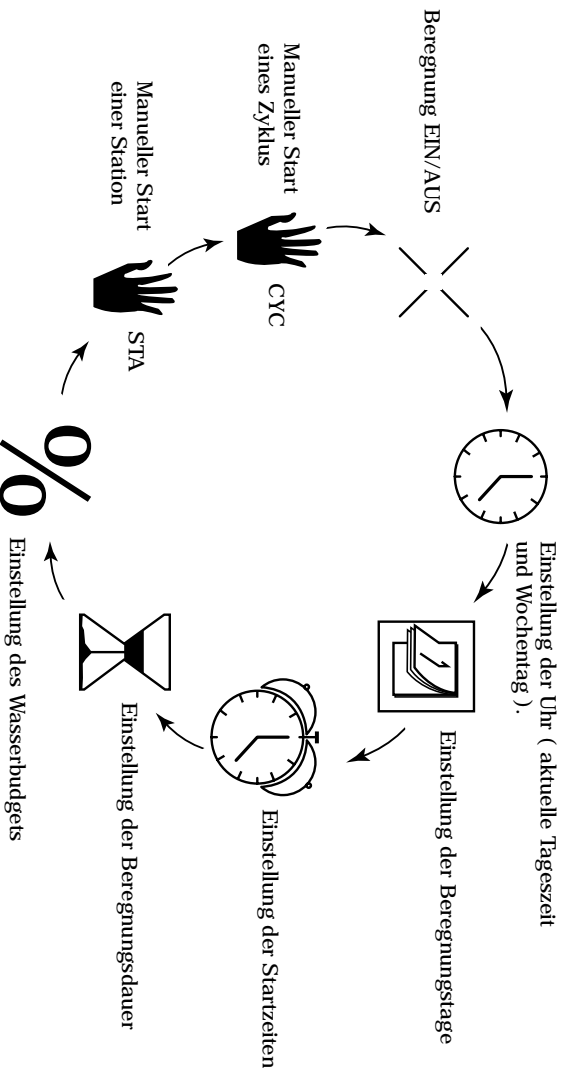 Einstellung der Uhr ( aktuelle Tageszeit
und Wochentag ).
Beregnung EIN/AUS
Einstellung der Beregnungstage
Manueller Start
eines Zyklus
CYC
Einstellung der Startzeiten
Manueller Start
einer Station
STA
Einstellung der Beregnungsdauer
%
Einstellung des Wasserbudgets